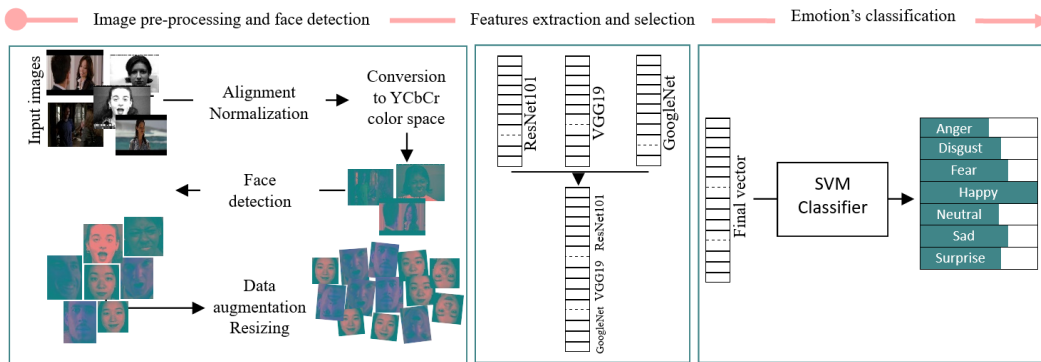 Image pre-processing and face detection
Features extraction and selection
Emotion's classification
Input images
Alignment
Normalization
Conversion
to YCbCr
color space
Face
detection
Data
augmentation
Resizing
ResNet101
VGG19
GoogleNet
ResNet101
VGG19
GoogleNet
Final vector
SVM
Classifier
Anger
Disgust
Fear
Happy
Neutral
Sad
Surprise